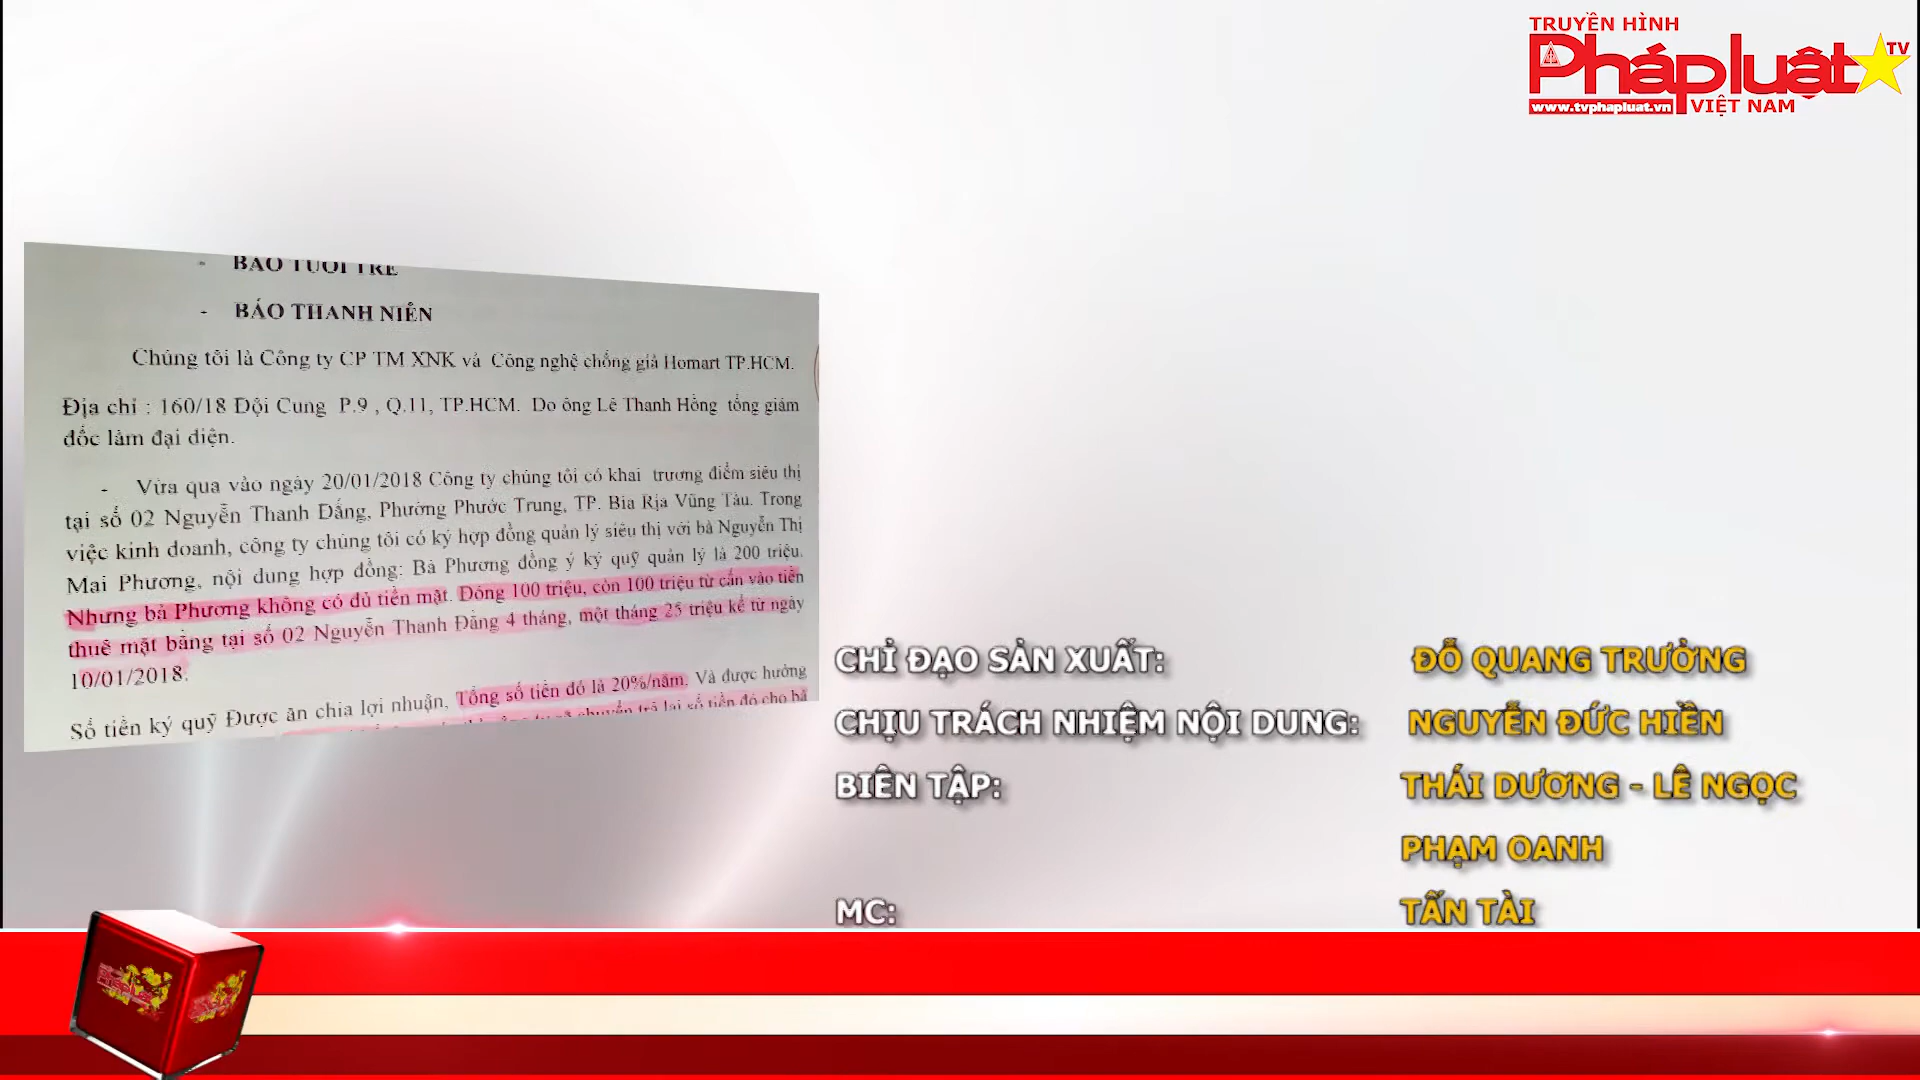 TRUYỀN HÌNH
Phápluật TV
www.tvphapluat.vn VIỆT NAM
- BÁO TUỔI TRẺ
- BÁO THANH NIÊN
Chúng tôi là Công ty CP TM XNK và Công nghệ chống giả Homart TP.HCM.
Địa chỉ : 160/18 Đội Cung P.9 , Q.11, TP.HCM. Do ông Lê Thanh Hồng tổng giám
đốc làm đại diện.
- Vừa qua vào ngày 20/01/2018 Công ty chúng tôi có khai trương điểm siêu thị
tại số 02 Nguyễn Thanh Đằng, Phường Phước Trung, TP. Bia Rịa Vũng Tàu. Trong
việc kinh doanh, công ty chúng tôi có ký hợp đồng quản lý siêu thị với bà Nguyễn Thị
Mai Phương, nội dung hợp đồng: Bà Phương đồng ý ký quỹ quản lý là 200 triệu.
Nhưng bà Phương không có đủ tiền mặt. Đóng 100 triệu, còn 100 triệu từ cấn vào tiền
thuê mặt bằng tại số 02 Nguyễn Thanh Đằng 4 tháng, một tháng 25 triệu kể từ ngày
10/01/2018.
Số tiền ký quỹ Được ăn chia lợi nhuận, Tổng số tiền đó là 20%/năm. Và được hưởng
chuyển trả lại số tiền đó cho bà
CHỈ ĐẠO SẢN XUẤT: ĐỖ QUANG TRƯỞNG
CHỊU TRÁCH NHIỆM NỘI DUNG: NGUYỄN ĐỨC HIỀN
BIÊN TẬP: THÁI DƯƠNG - LÊ NGỌC
PHẠM OANH
MC: TẤN TÀI